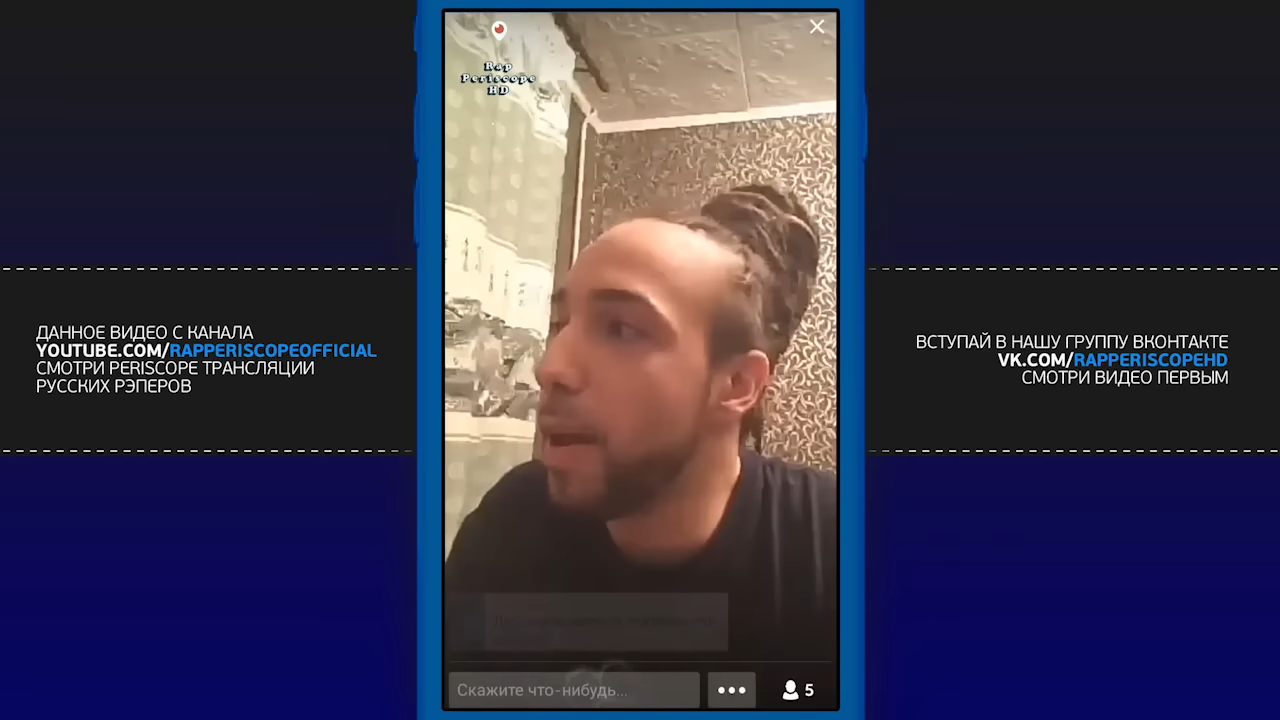 Rap
Periscope
HD
ДАННОЕ ВИДЕО С КАНАЛА
YOUTUBE.COM/RAPPERISCOPEOFFICIAL
СМОТРИ PERISCOPE ТРАНСЛЯЦИИ
РУССКИХ РЭПЕРОВ
ВСТУПАЙ В НАШУ ГРУППУ ВКОНТАКТЕ
VK.COM/RAPPERISCOPEHD
СМОТРИ ВИДЕО ПЕРВЫМ
Скажите что-нибудь...
5